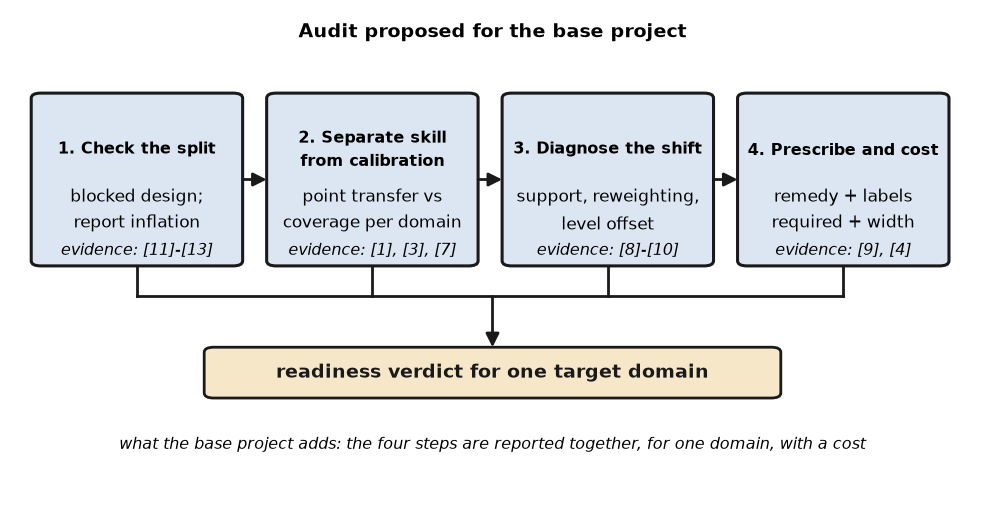 Audit proposed for the base project
1. Check the split
blocked design;
report inflation
evidence: [11]-[13]
2. Separate skill
from calibration
point transfer vs
coverage per domain
evidence: [1], [3], [7]
3. Diagnose the shift
support, reweighting,
level offset
evidence: [8]-[10]
4. Prescribe and cost
remedy + labels
required + width
evidence: [9], [4]
readiness verdict for one target domain
what the base project adds: the four steps are reported together, for one domain, with a cost